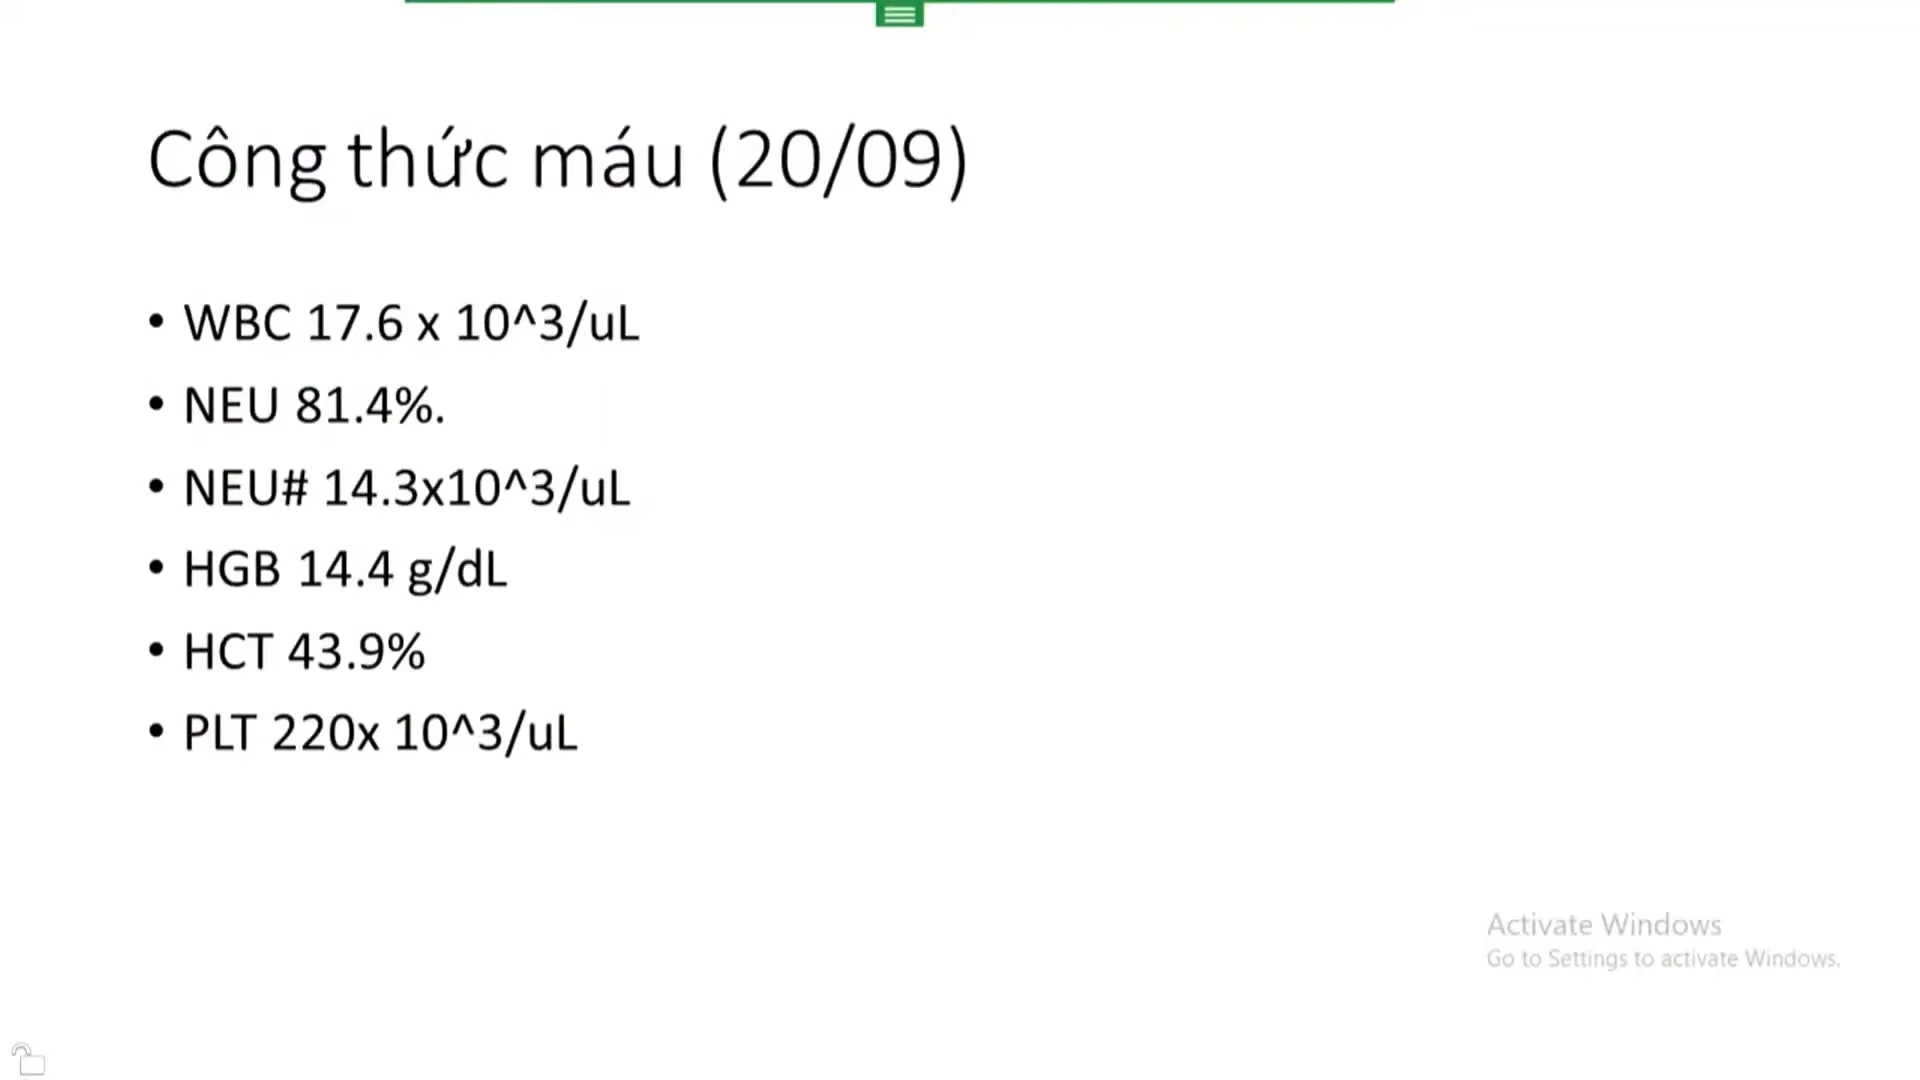 Công thức máu (20/09)
• WBC 17.6 x 10^3/uL
• NEU 81.4%.
• NEU# 14.3x10^3/uL
• HGB 14.4 g/dL
• HCT 43.9%
• PLT 220x 10^3/uL
Activate Windows
Go to Settings to activate Windows.